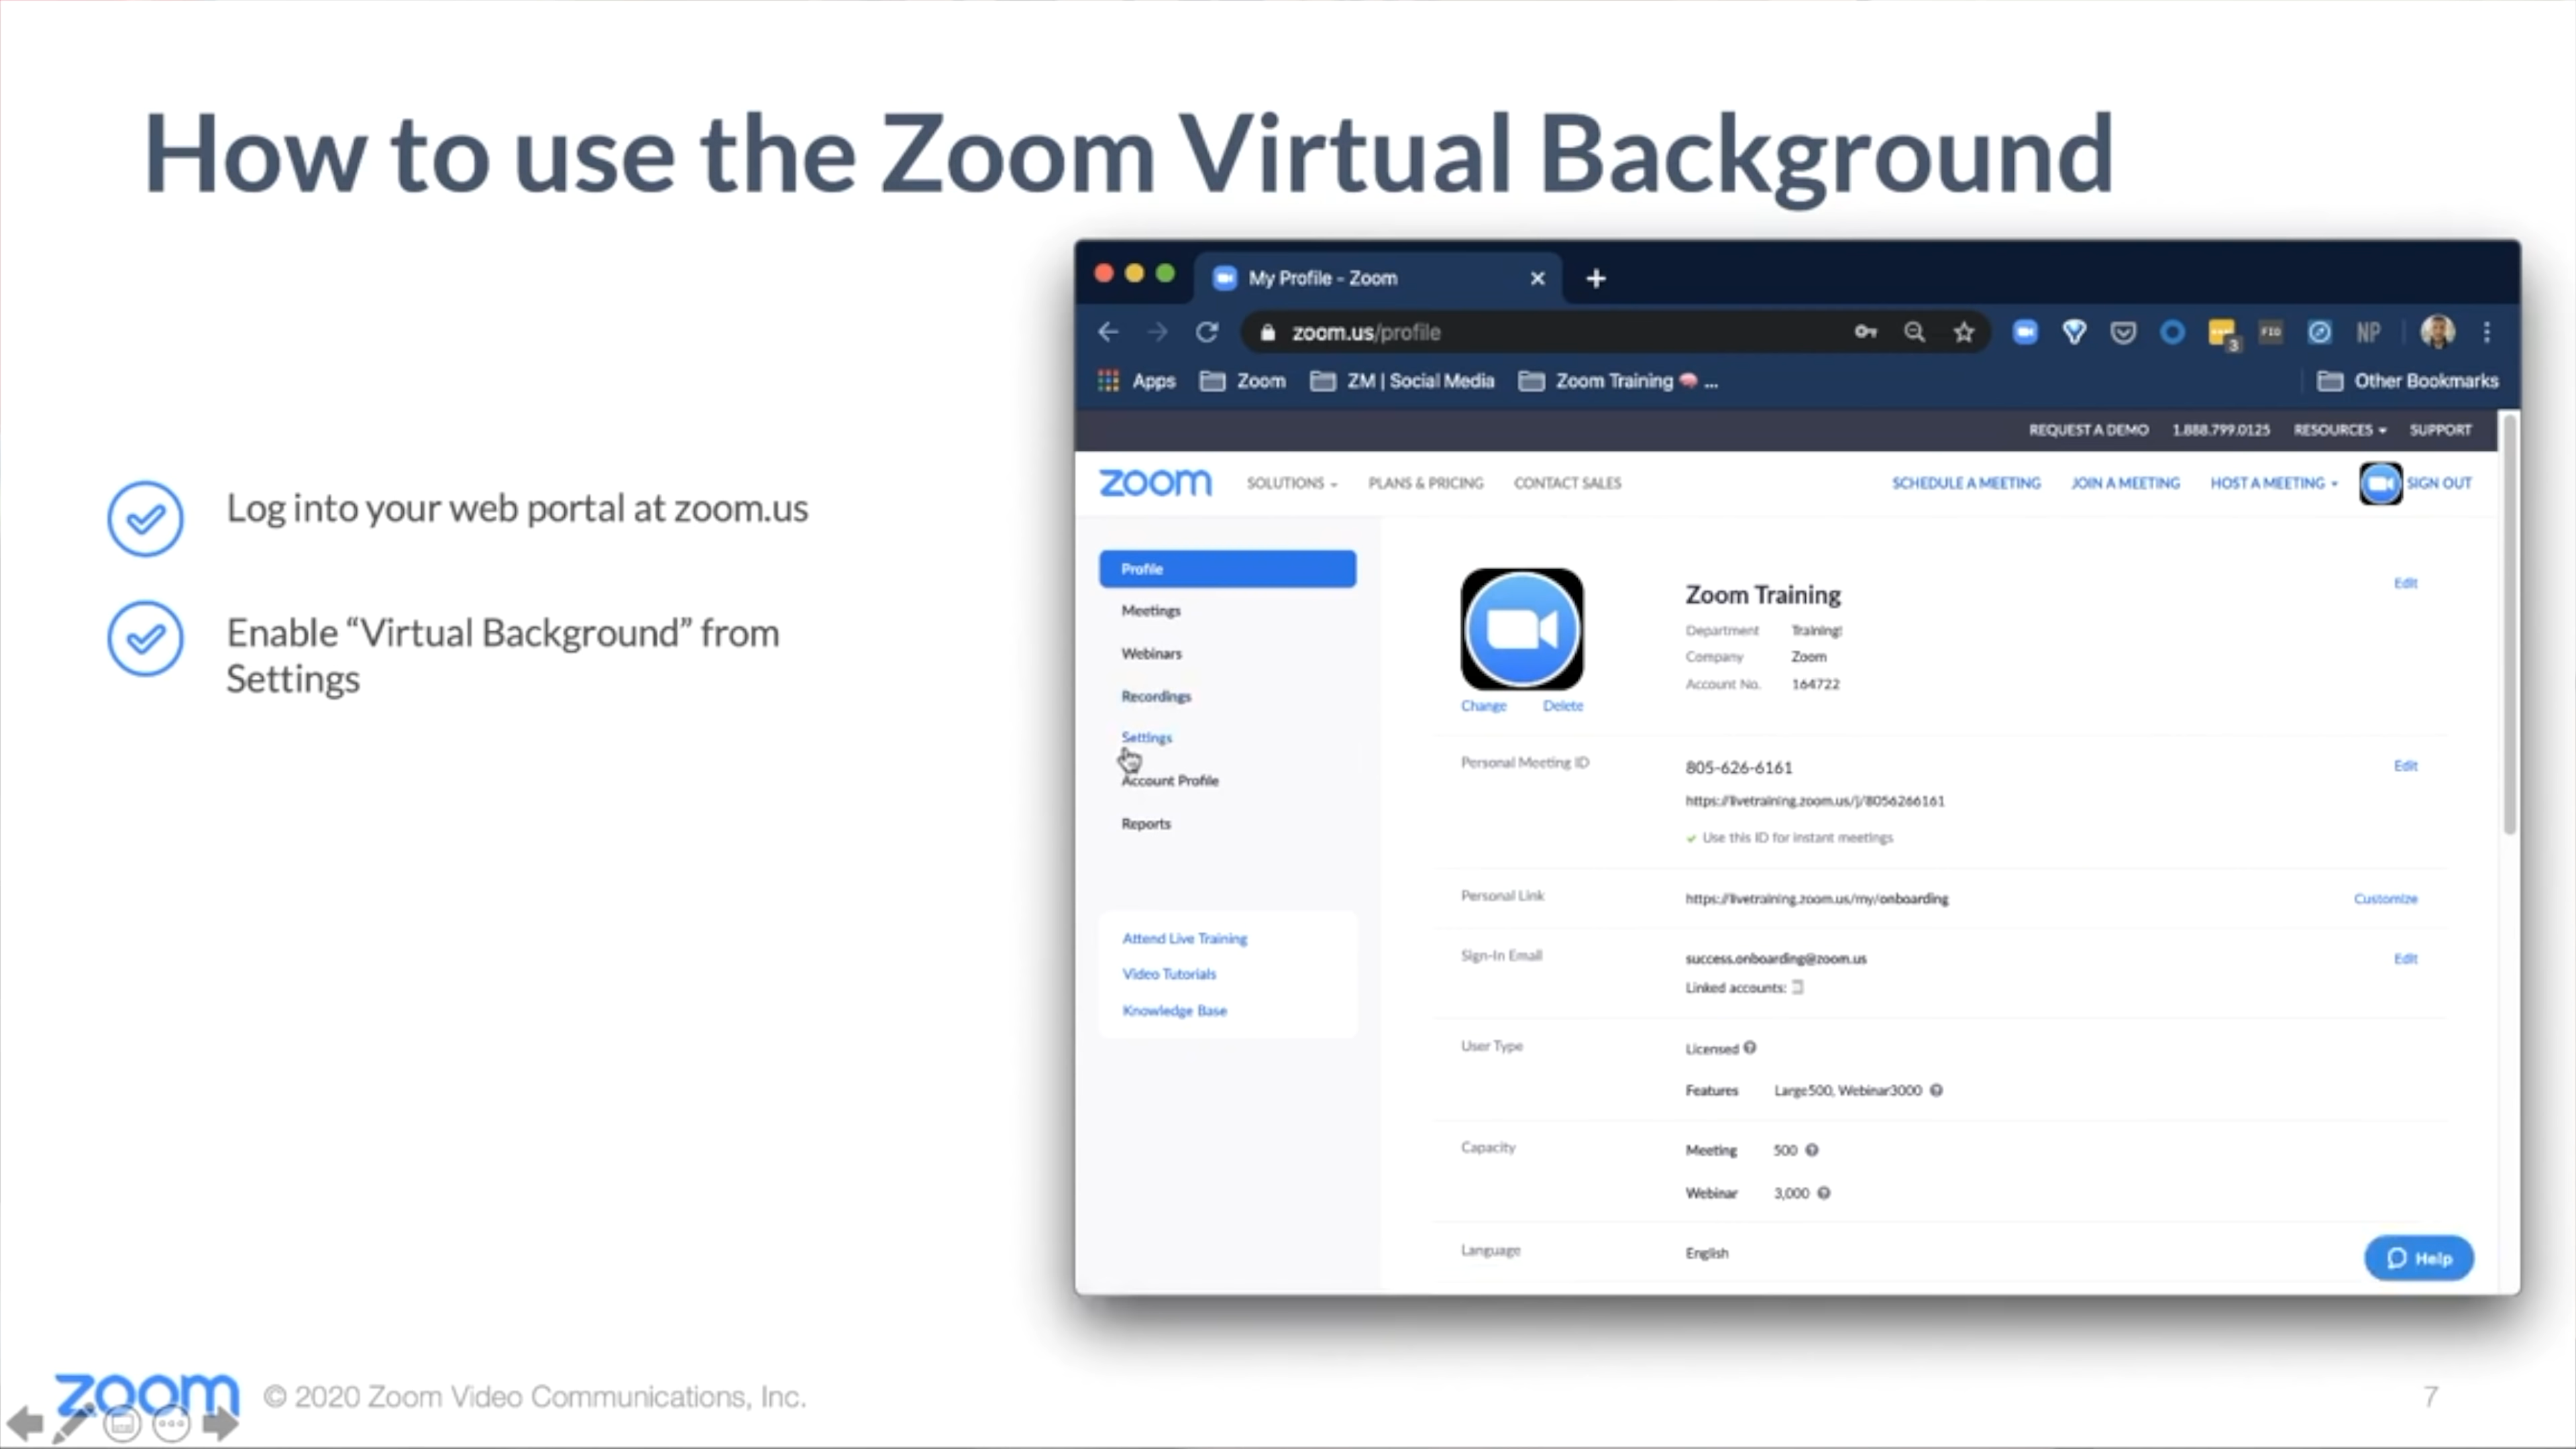 How to use the Zoom Virtual Background
Log into your web portal at zoom.us
Enable “Virtual Background” from
Settings
My Profile - Zoom
zoom.us/profile
3
FIO
NP
Apps
Zoom
ZM | Social Media
Zoom Training 🧠 ...
Other Bookmarks
REQUEST A DEMO
1.888.799.0125
RESOURCES
SUPPORT
zoom
SOLUTIONS
PLANS & PRICING
CONTACT SALES
SCHEDULE A MEETING
JOIN A MEETING
HOST A MEETING
SIGN OUT
Profile
Meetings
Webinars
Recordings
Settings
Account Profile
Reports
Attend Live Training
Video Tutorials
Knowledge Base
Change
Delete
Zoom Training
Edit
Department Training!
Company Zoom
Account No. 164722
Personal Meeting ID
805-626-6161
Edit
https://livetraining.zoom.us/j/8056266161
Use this ID for instant meetings
Personal Link
https://livetraining.zoom.us/my/onboarding
Customize
Sign-In Email
success.onboarding@zoom.us
Edit
Linked accounts:
User Type
Licensed
Features Large500, Webinar3000
Capacity
Meeting 500
Webinar 3,000
Language
English
Help
zoom
© 2020 Zoom Video Communications, Inc.
7